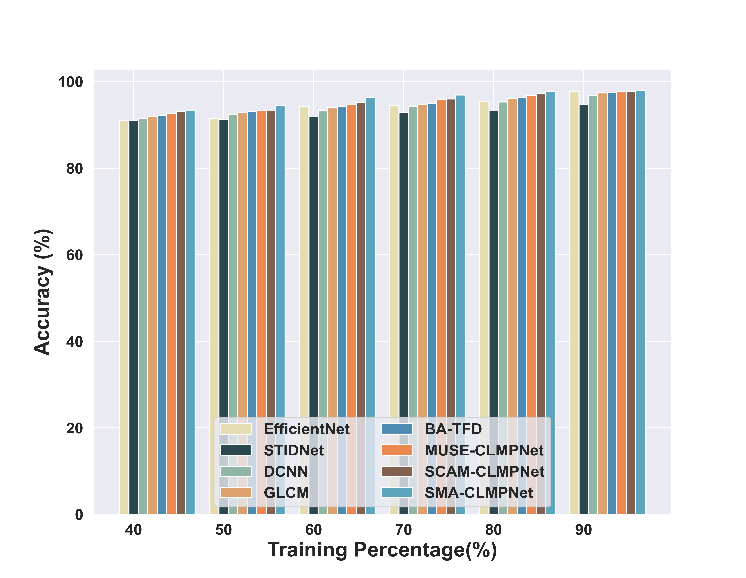 100
80
60
40
20
0
Accuracy (%)
EfficientNet
STIDNet
DCNN
GLCM
BA-TFD
MUSE-CLMPNet
SCAM-CLMPNet
SMA-CLMPNet
40 50 60 70 80 90
Training Percentage(%)